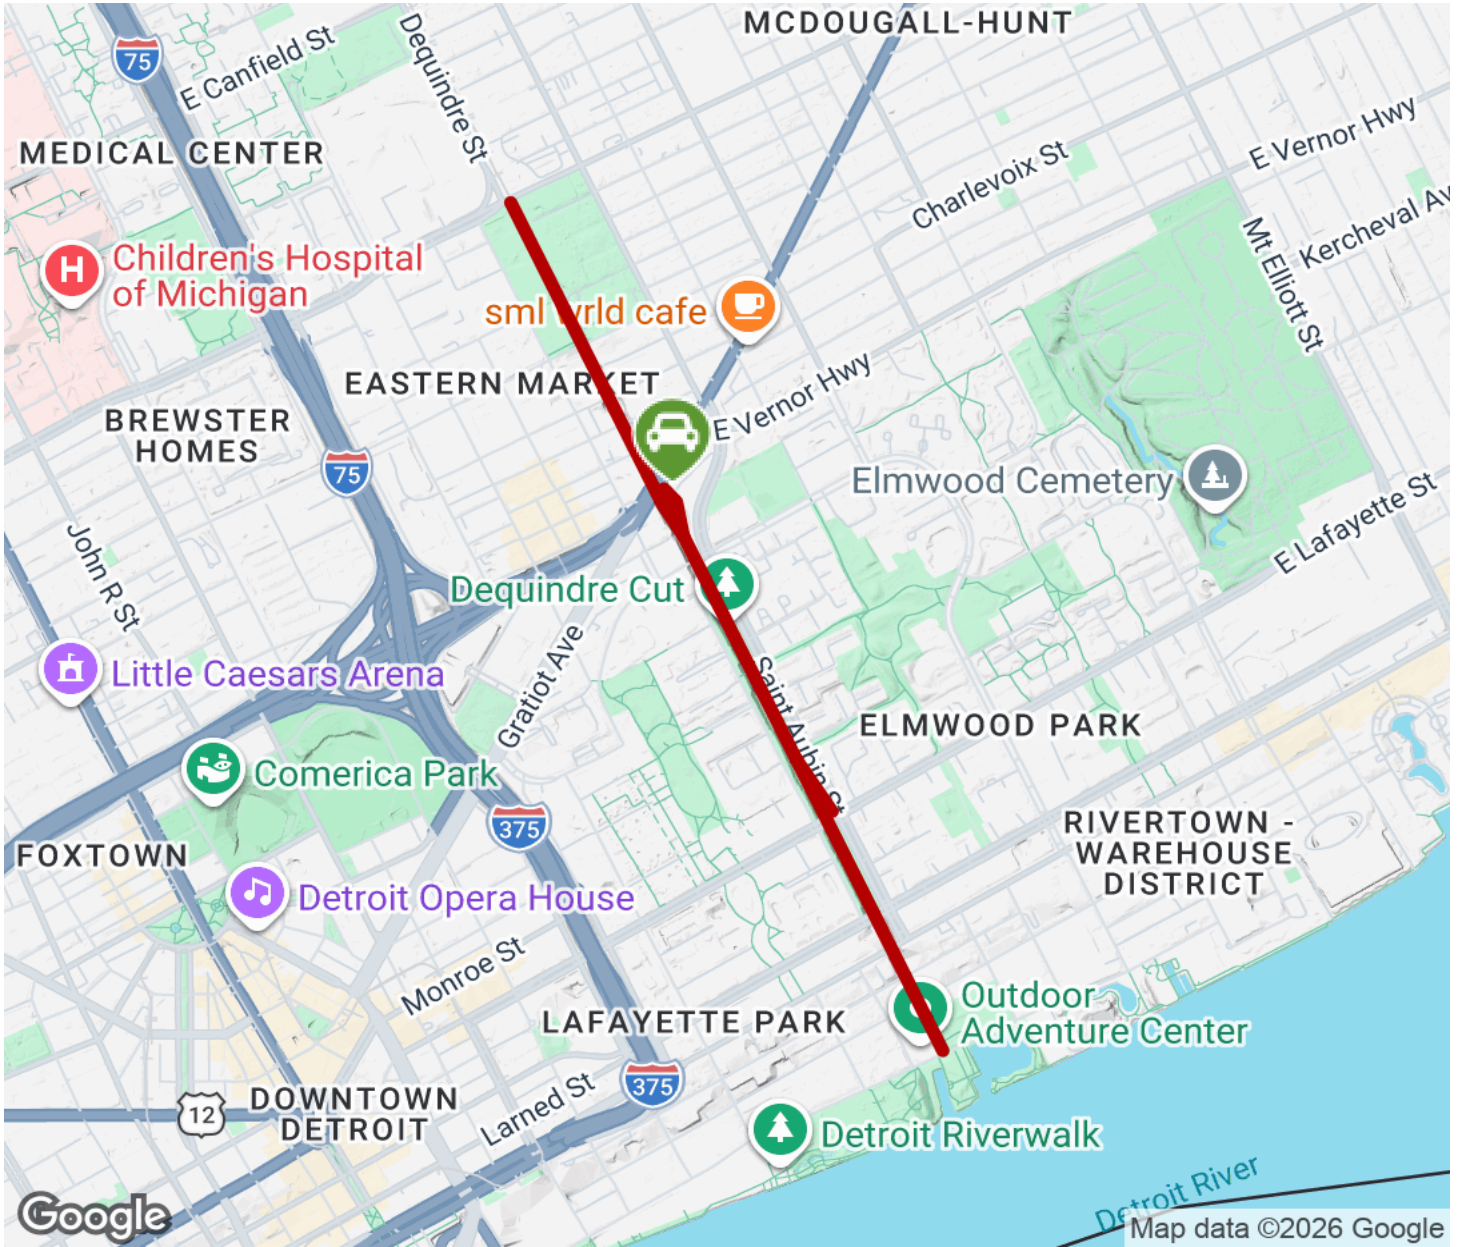 MCDOUGALL-HUNT
75
E Canfield St
Dequindre St
E Vernor Hwy
MEDICAL CENTER
Charlevoix St
Kercheval Av
Mt Elliott St
Children's Hospital
of Michigan
sml wrld cafe
EASTERN MARKET
E Vernor Hwy
BREWSTER
HOMES
75
Elmwood Cemetery
E Lafayette St
John R St
Dequindre Cut
Gratiot Ave
Little Caesars Arena
Saint Aubin St
ELMWOOD PARK
Comerica Park
375
RIVERTOWN -
WAREHOUSE
DISTRICT
FOXTOWN
Detroit Opera House
Monroe St
LAFAYETTE PARK
Outdoor
Adventure Center
375
Larned St
12
DOWNTOWN
DETROIT
Detroit Riverwalk
Detroit River
Google
Map data ©2026 Google